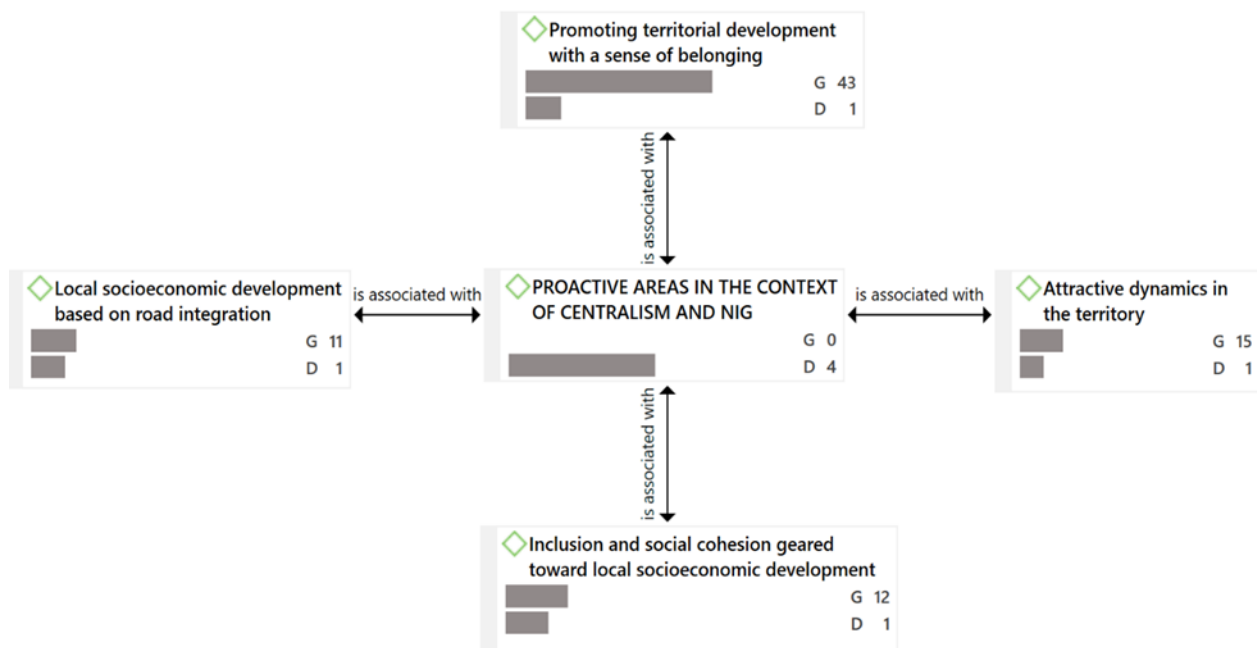 Promoting territorial development
with a sense of belonging
G 43
D 1
is associated with
Local socioeconomic development
based on road integration
G 11
D 1
is associated with
PROACTIVE AREAS IN THE CONTEXT
OF CENTRALISM AND NIG
G 0
D 4
is associated with
Attractive dynamics in
the territory
G 15
D 1
is associated with
Inclusion and social cohesion geared
toward local socioeconomic development
G 12
D 1